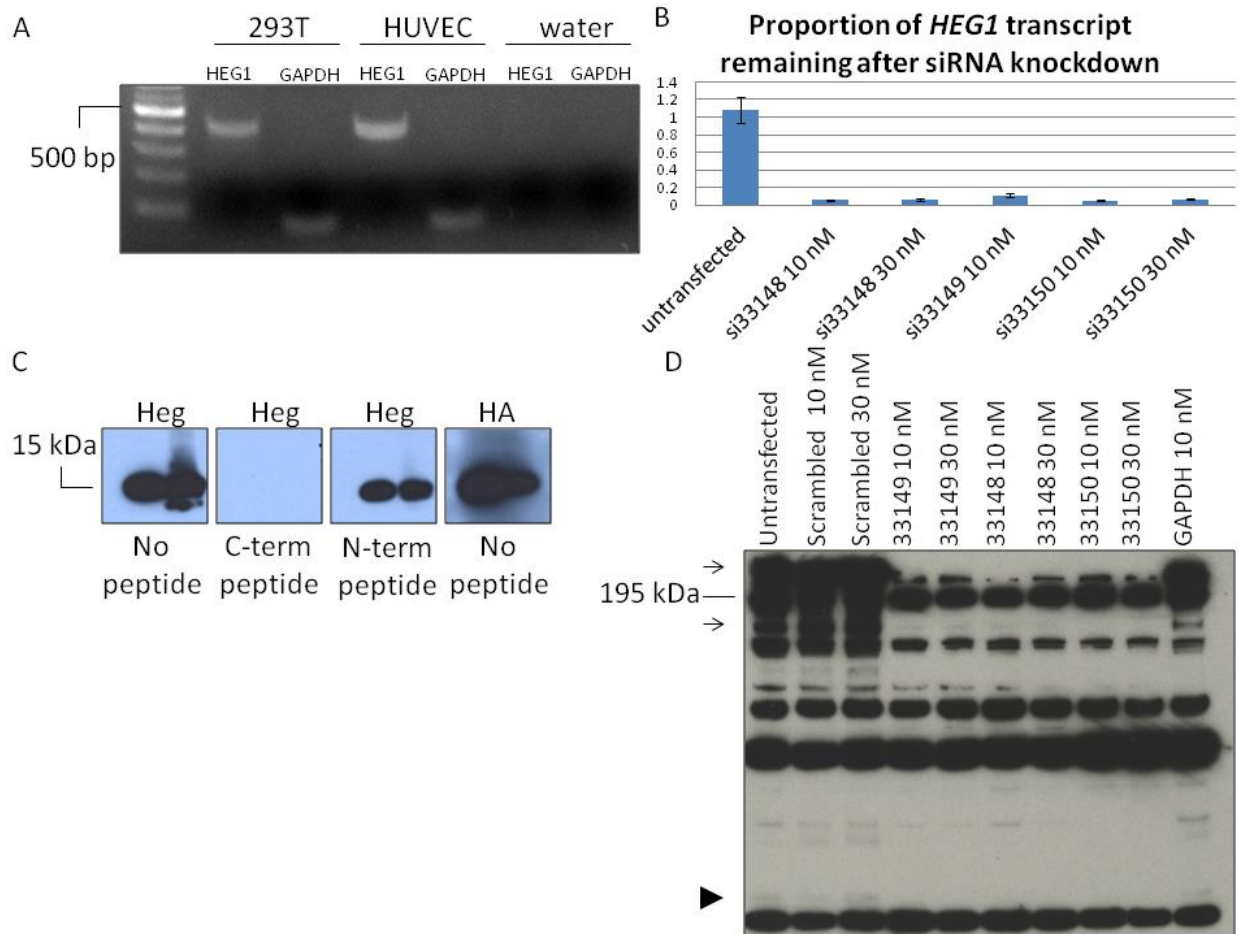 A
293T HUVEC water
HEG1 GAPDH HEG1 GAPDH HEG1 GAPDH
500 bp
B
Proportion of HEG1 transcript
remaining after siRNA knockdown
1.4
1.2
1
0.8
0.6
0.4
0.2
0
untransfected
si33148 10 nM
si33148 30 nM
si33149 10 nM
si33150 10 nM
si33150 30 nM
C
Heg Heg Heg HA
15 kDa
No C-term N-term No
peptide peptide peptide peptide
D
Untransfected
Scrambled 10 nM
Scrambled 30 nM
33149 10 nM
33149 30 nM
33148 10 nM
33148 30 nM
33150 10 nM
33150 30 nM
GAPDH 10 nM
195 kDa